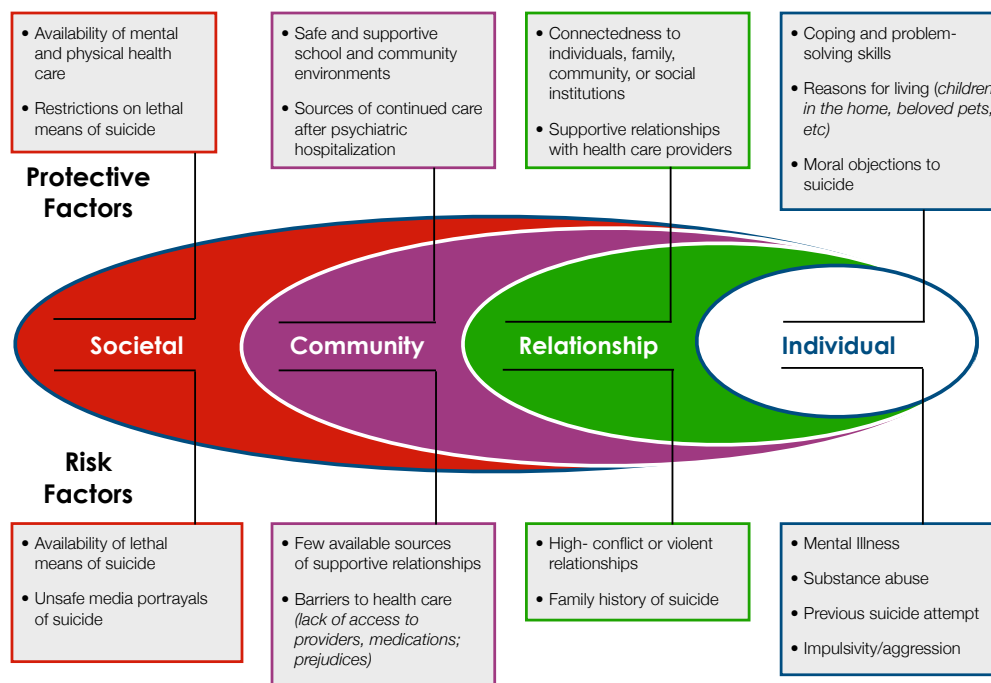 • Availability of mental
and physical health
care
• Restrictions on lethal
means of suicide
• Safe and supportive
school and community
environments
• Sources of continued care
after psychiatric
hospitalization
• Connectedness to
individuals, family,
community, or social
institutions
• Supportive relationships
with health care providers
• Coping and problem-
solving skills
• Reasons for living (children
in the home, beloved pets,
etc)
• Moral objections to
suicide
Protective
Factors
Societal
Community
Relationship
Individual
Risk
Factors
• Availability of lethal
means of suicide
• Unsafe media portrayals
of suicide
• Few available sources
of supportive relationships
• Barriers to health care
(lack of access to
providers, medications;
prejudices)
• High- conflict or violent
relationships
• Family history of suicide
• Mental Illness
• Substance abuse
• Previous suicide attempt
• Impulsivity/aggression